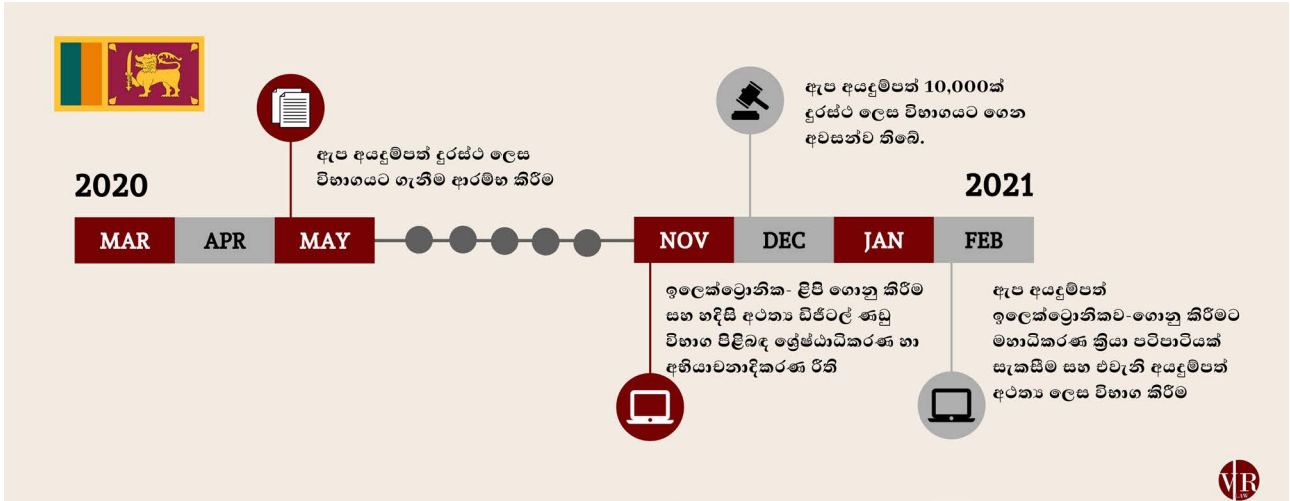 ඇප අයදුම්පත් 10,000ක්
දුරස්ථ ලෙස විභාගයට ගෙන
අවසන්ව තිබේ.
ඇප අයදුම්පත් දුරස්ථ ලෙස
විභාගයට ගැනීම ආරම්භ කිරීම
2020
2021
MAR
APR
MAY
NOV
DEC
JAN
FEB
ඉලෙක්ට්‍රොනික- ළිපි ගොනු කිරීම
සහ හදිසි අථත්‍ය ඩිජිටල් ණඩු
විභාග පිළිබඳ ශ්‍රේෂ්ඨාධිකරණ හා
අභියාචනාදිකරණ රීති
ඇප අයදුම්පත්
ඉලෙක්ට්‍රොනිකව-ගොනු කිරීමට
මහාධිකරණ ක්‍රියා පටිපාටියක්
සැකසීම සහ එවැනි අයදුම්පත්
අථත්‍ය ලෙස විභාග කිරීම
VR
LAW